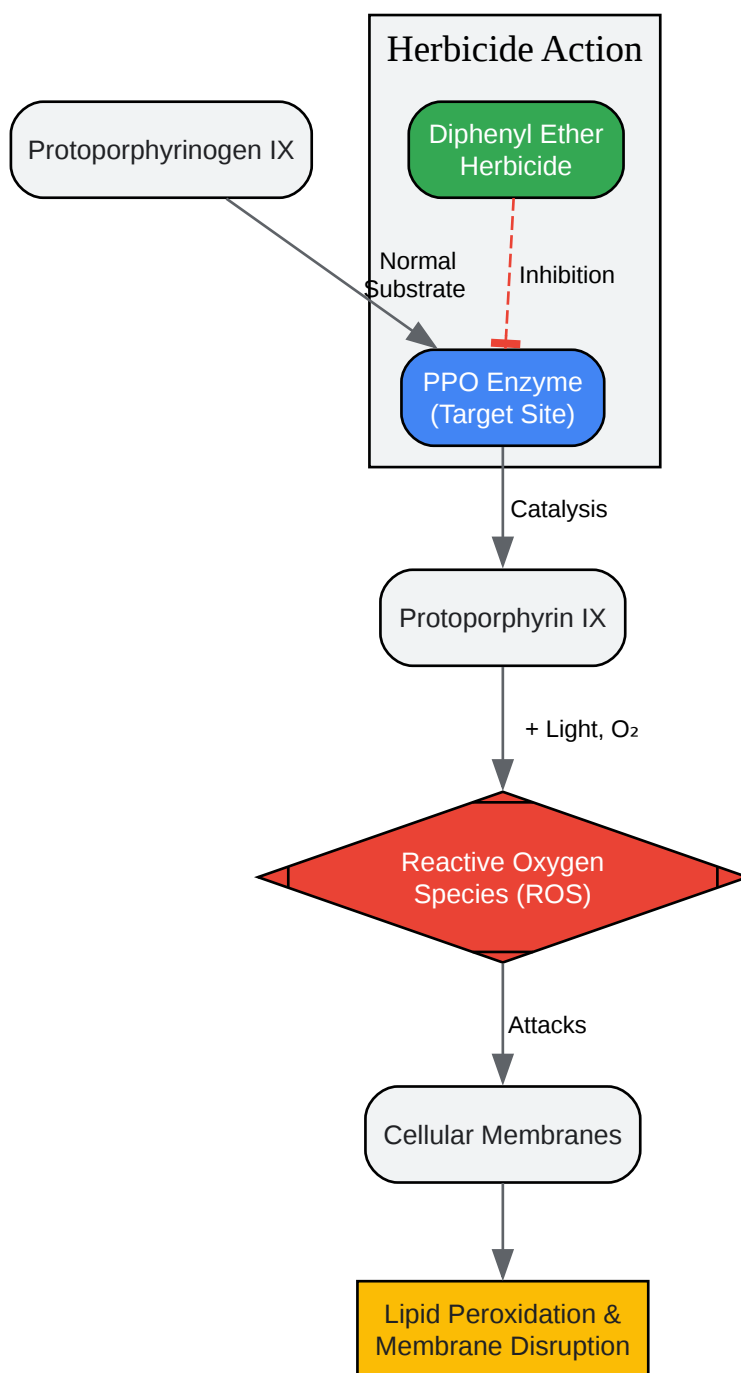 Herbicide Action
Protoporphyrinogen IX
Diphenyl Ether
Herbicide
Normal
Substrate
Inhibition
PPO Enzyme
(Target Site)
Catalysis
Protoporphyrin IX
+ Light, O₂
Reactive Oxygen
Species (ROS)
Attacks
Cellular Membranes
Lipid Peroxidation &
Membrane Disruption